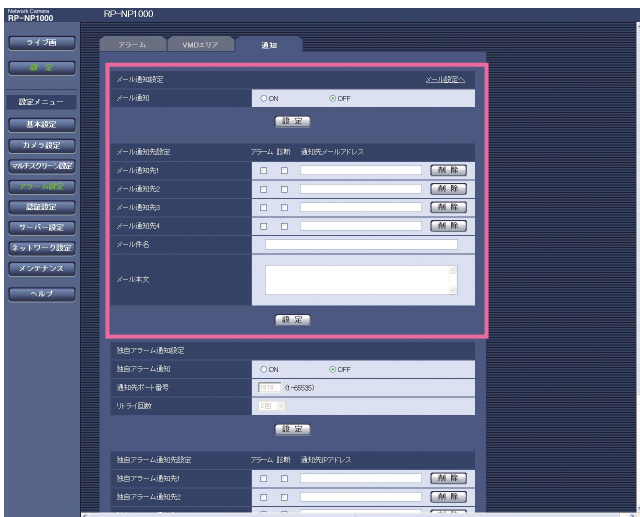 Network Camera
RP-NP1000
RP-NP1000
ライブ画
設 定
設定メニュー
基本設定
カメラ設定
マルチスクリーン設定
アラーム設定
認証設定
サーバー設定
ネットワーク設定
メンテナンス
ヘルプ
アラーム VMDエリア 通知
メール通知設定 メール設定へ
メール通知 ON OFF
設 定
メール通知先設定 アラーム 診断 通知先メールアドレス
メール通知先1 削 除
メール通知先2 削 除
メール通知先3 削 除
メール通知先4 削 除
メール件名
メール本文
設 定
独自アラーム通知設定
独自アラーム通知 ON OFF
通知先ポート番号 1818 (1-65535)
リトライ回数 2回
設 定
独自アラーム通知先設定 アラーム 診断 通知先IPアドレス
独自アラーム通知先1 削 除
独自アラーム通知先2 削 除